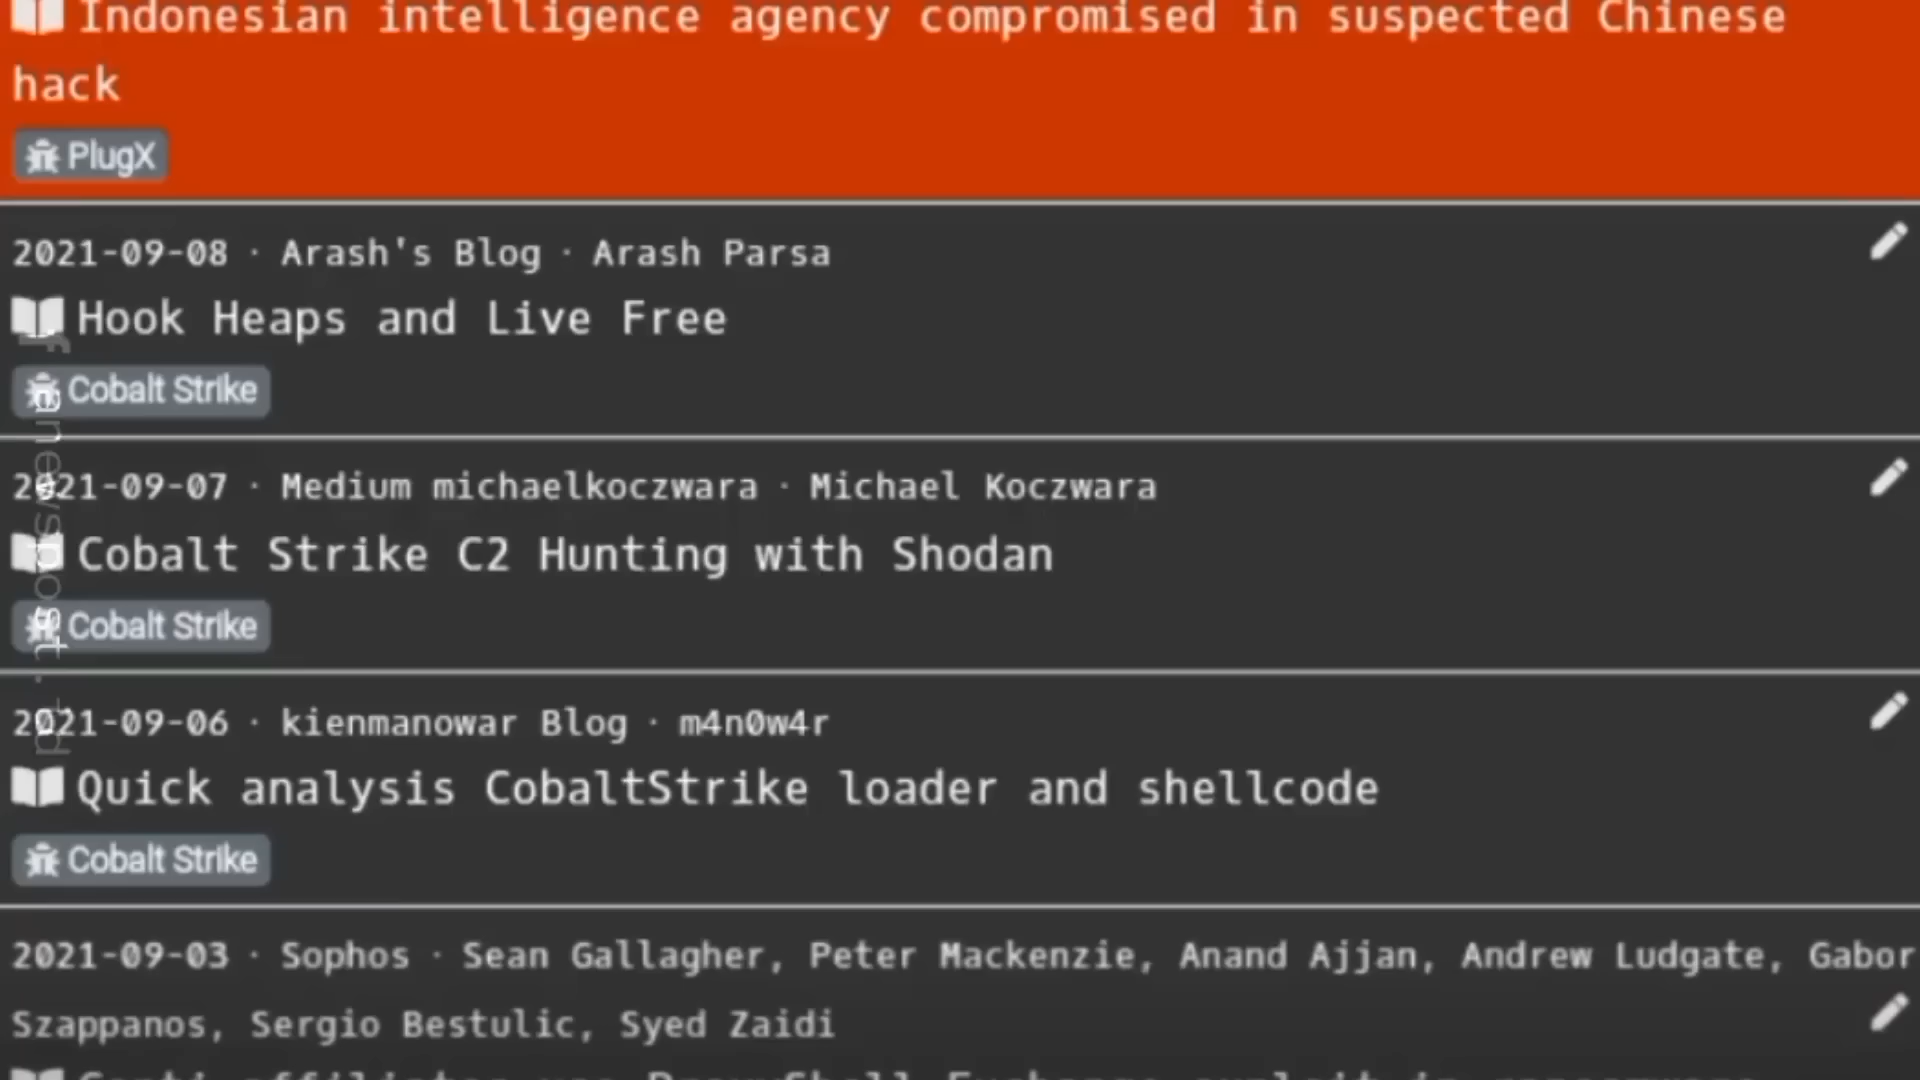 Indonesian intelligence agency compromised in suspected Chinese
hack
PlugX
2021-09-08 · Arash's Blog · Arash Parsa
Hook Heaps and Live Free
Cobalt Strike
2021-09-07 · Medium michaelkoczwara · Michael Koczwara
Cobalt Strike C2 Hunting with Shodan
Cobalt Strike
2021-09-06 · kienmanowar Blog · m4n0w4r
Quick analysis CobaltStrike loader and shellcode
Cobalt Strike
2021-09-03 · Sophos · Sean Gallagher, Peter Mackenzie, Anand Ajjan, Andrew Ludgate, Gabor
Szappanos, Sergio Bestulic, Syed Zaidi